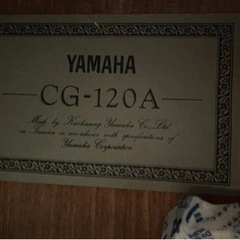 YAMAHA
CG-120A
Made by Kaohsiung Yamaha Co., Ltd.
in Taiwan in accordance with specifications of
Yamaha Corporation